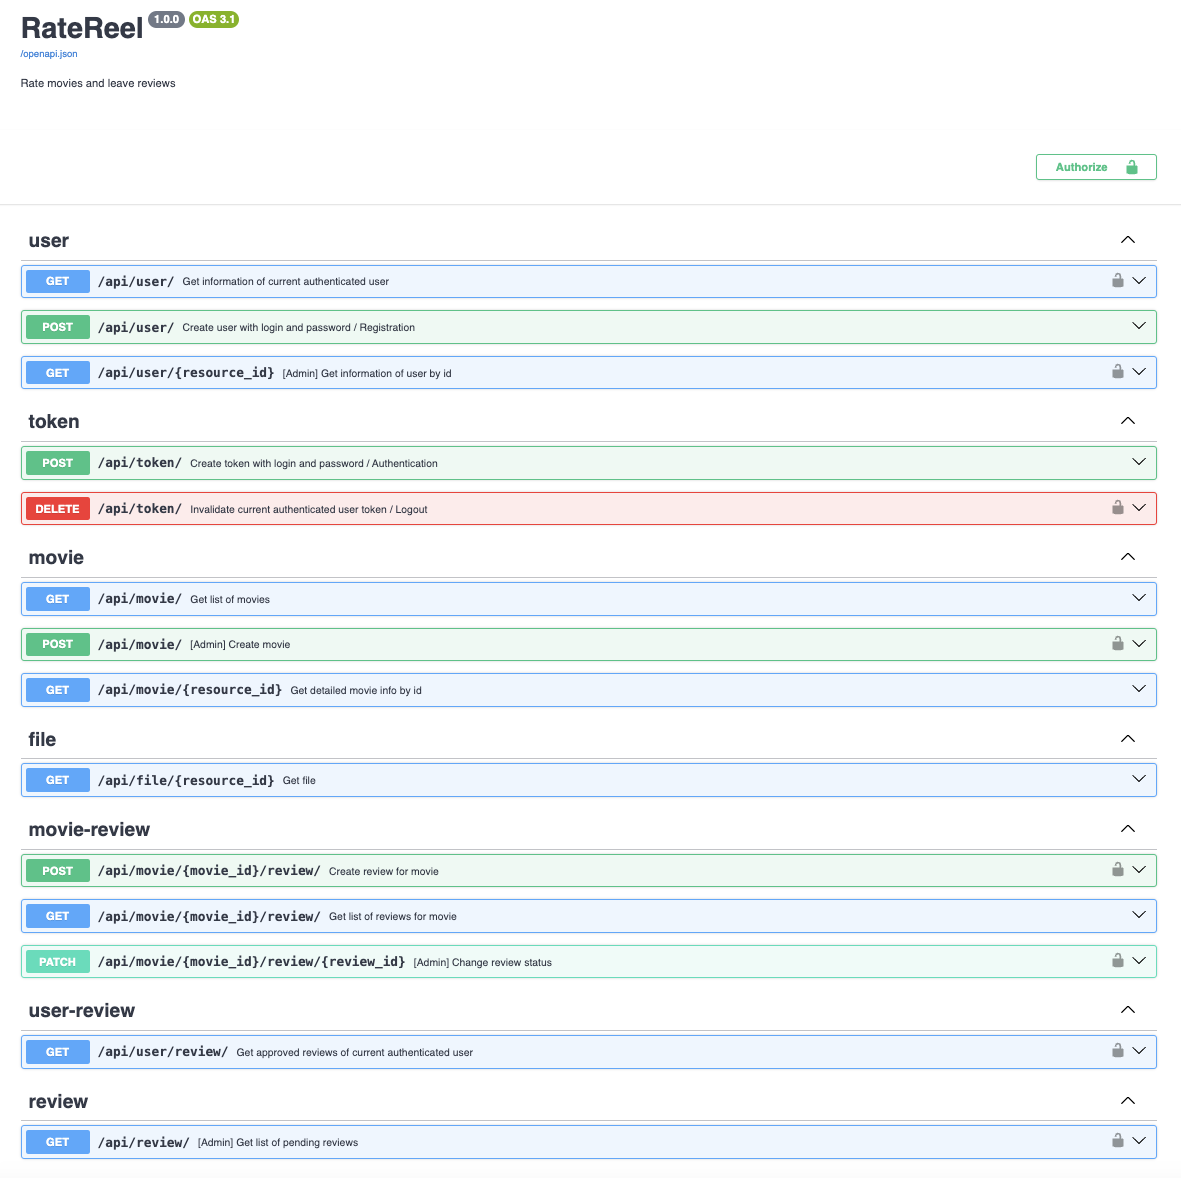 RateReel 1.0.0 OAS 3.1
/openapi.json
Rate movies and leave reviews
Authorize
user
GET /api/user/ Get information of current authenticated user
POST /api/user/ Create user with login and password / Registration
GET /api/user/{resource_id} [Admin] Get information of user by id
token
POST /api/token/ Create token with login and password / Authentication
DELETE /api/token/ Invalidate current authenticated user token / Logout
movie
GET /api/movie/ Get list of movies
POST /api/movie/ [Admin] Create movie
GET /api/movie/{resource_id} Get detailed movie info by id
file
GET /api/file/{resource_id} Get file
movie-review
POST /api/movie/{movie_id}/review/ Create review for movie
GET /api/movie/{movie_id}/review/ Get list of reviews for movie
PATCH /api/movie/{movie_id}/review/{review_id} [Admin] Change review status
user-review
GET /api/user/review/ Get approved reviews of current authenticated user
review
GET /api/review/ [Admin] Get list of pending reviews